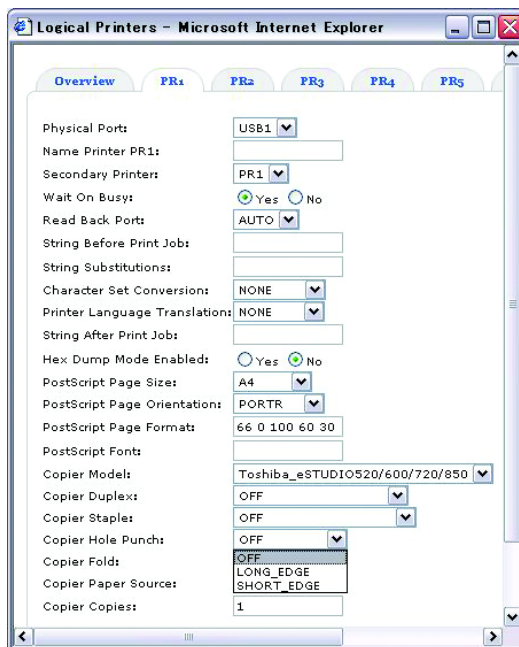 Logical Printers - Microsoft Internet Explorer
Overview PR1 PR2 PR3 PR4 PR5
Physical Port: USB1
Name Printer PR1:
Secondary Printer: PR1
Wait On Busy: Yes No
Read Back Port: AUTO
String Before Print Job:
String Substitutions:
Character Set Conversion: NONE
Printer Language Translation: NONE
String After Print Job:
Hex Dump Mode Enabled: Yes No
PostScript Page Size: A4
PostScript Page Orientation: PORTR
PostScript Page Format: 66 0 100 60 30
PostScript Font:
Copier Model: Toshiba_eSTUDIO520/600/720/850
Copier Duplex: OFF
Copier Staple: OFF
Copier Hole Punch: OFF
Copier Fold: OFF
LONG_EDGE
Copier Paper Source: SHORT_EDGE
Copier Copies: 1